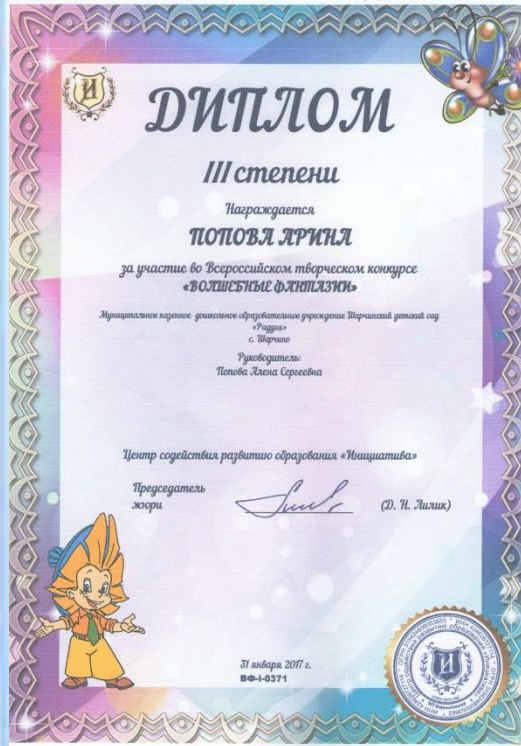 И
ДИПЛОМ
III степени
Награждается
ПОПОВА АРИНА
за участие во Всероссийском творческом конкурсе
«ВОЛШЕБНЫЕ ФАНТАЗИИ»
Муниципальное казенное дошкольное образовательное учреждение Шарчинский детский сад
«Радуга»
с. Шарчино
Руководитель:
Попова Алена Сергеевна
Центр содействия развитию образования «Инициатива»
Председатель
жюри
(Д. Н. Лилик)
31 января 2017 г.
ВФ-I-0371
И